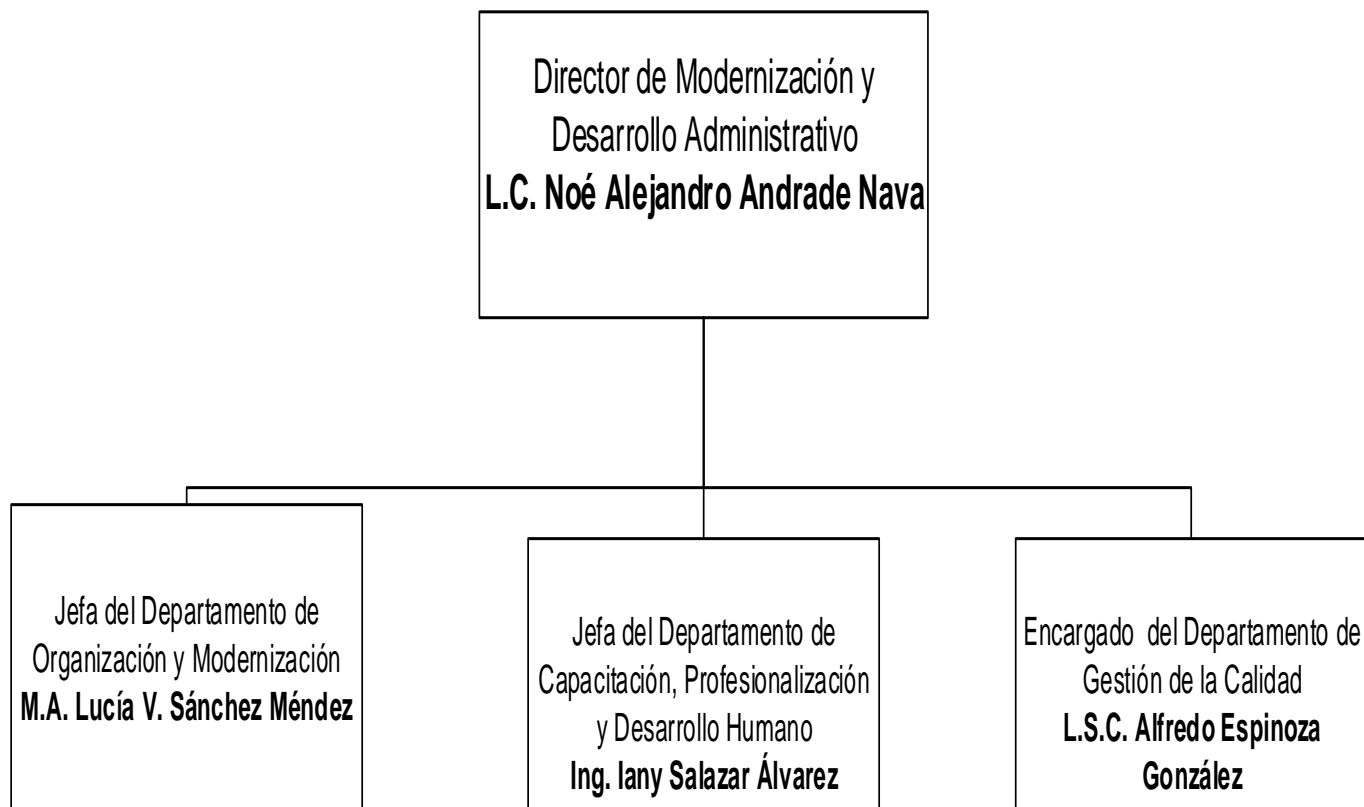 Director de Modernización y
Desarrollo Administrativo
L.C. Noé Alejandro Andrade Nava
Jefa del Departamento de
Organización y Modernización
M.A. Lucía V. Sánchez Méndez
Jefa del Departamento de
Capacitación, Profesionalización
y Desarrollo Humano
Ing. Iany Salazar Álvarez
Encargado del Departamento de
Gestión de la Calidad
L.S.C. Alfredo Espinoza
González